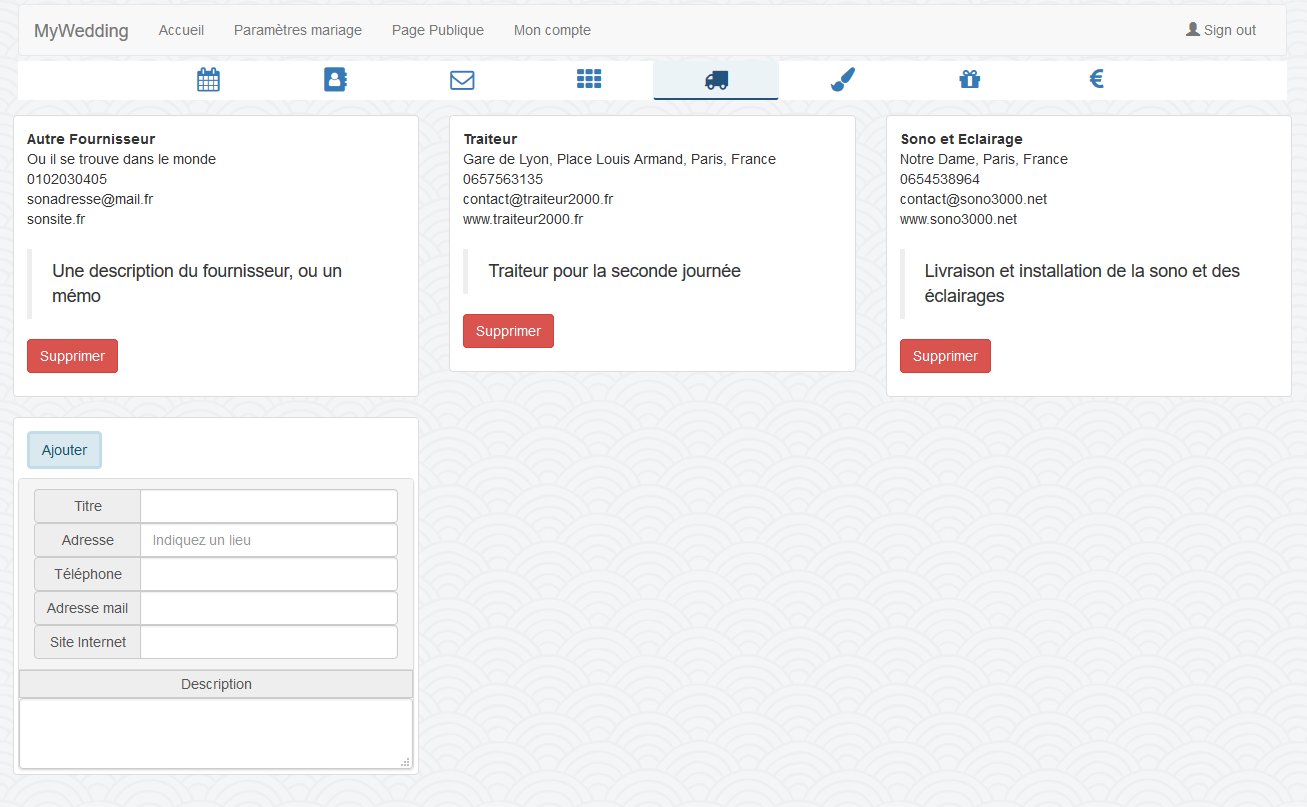 MyWedding Accueil Paramètres mariage Page Publique Mon compte Sign out
Autre Fournisseur
Ou il se trouve dans le monde
0102030405
sonadresse@mail.fr
sonsite.fr
Une description du fournisseur, ou un
mémo
Supprimer
Traiteur
Gare de Lyon, Place Louis Armand, Paris, France
0657563135
contact@traiteur2000.fr
www.traiteur2000.fr
Traiteur pour la seconde journée
Supprimer
Sono et Eclairage
Notre Dame, Paris, France
0654538964
contact@sono3000.net
www.sono3000.net
Livraison et installation de la sono et des
éclairages
Supprimer
Ajouter
Titre
Adresse Indiquez un lieu
Téléphone
Adresse mail
Site Internet
Description